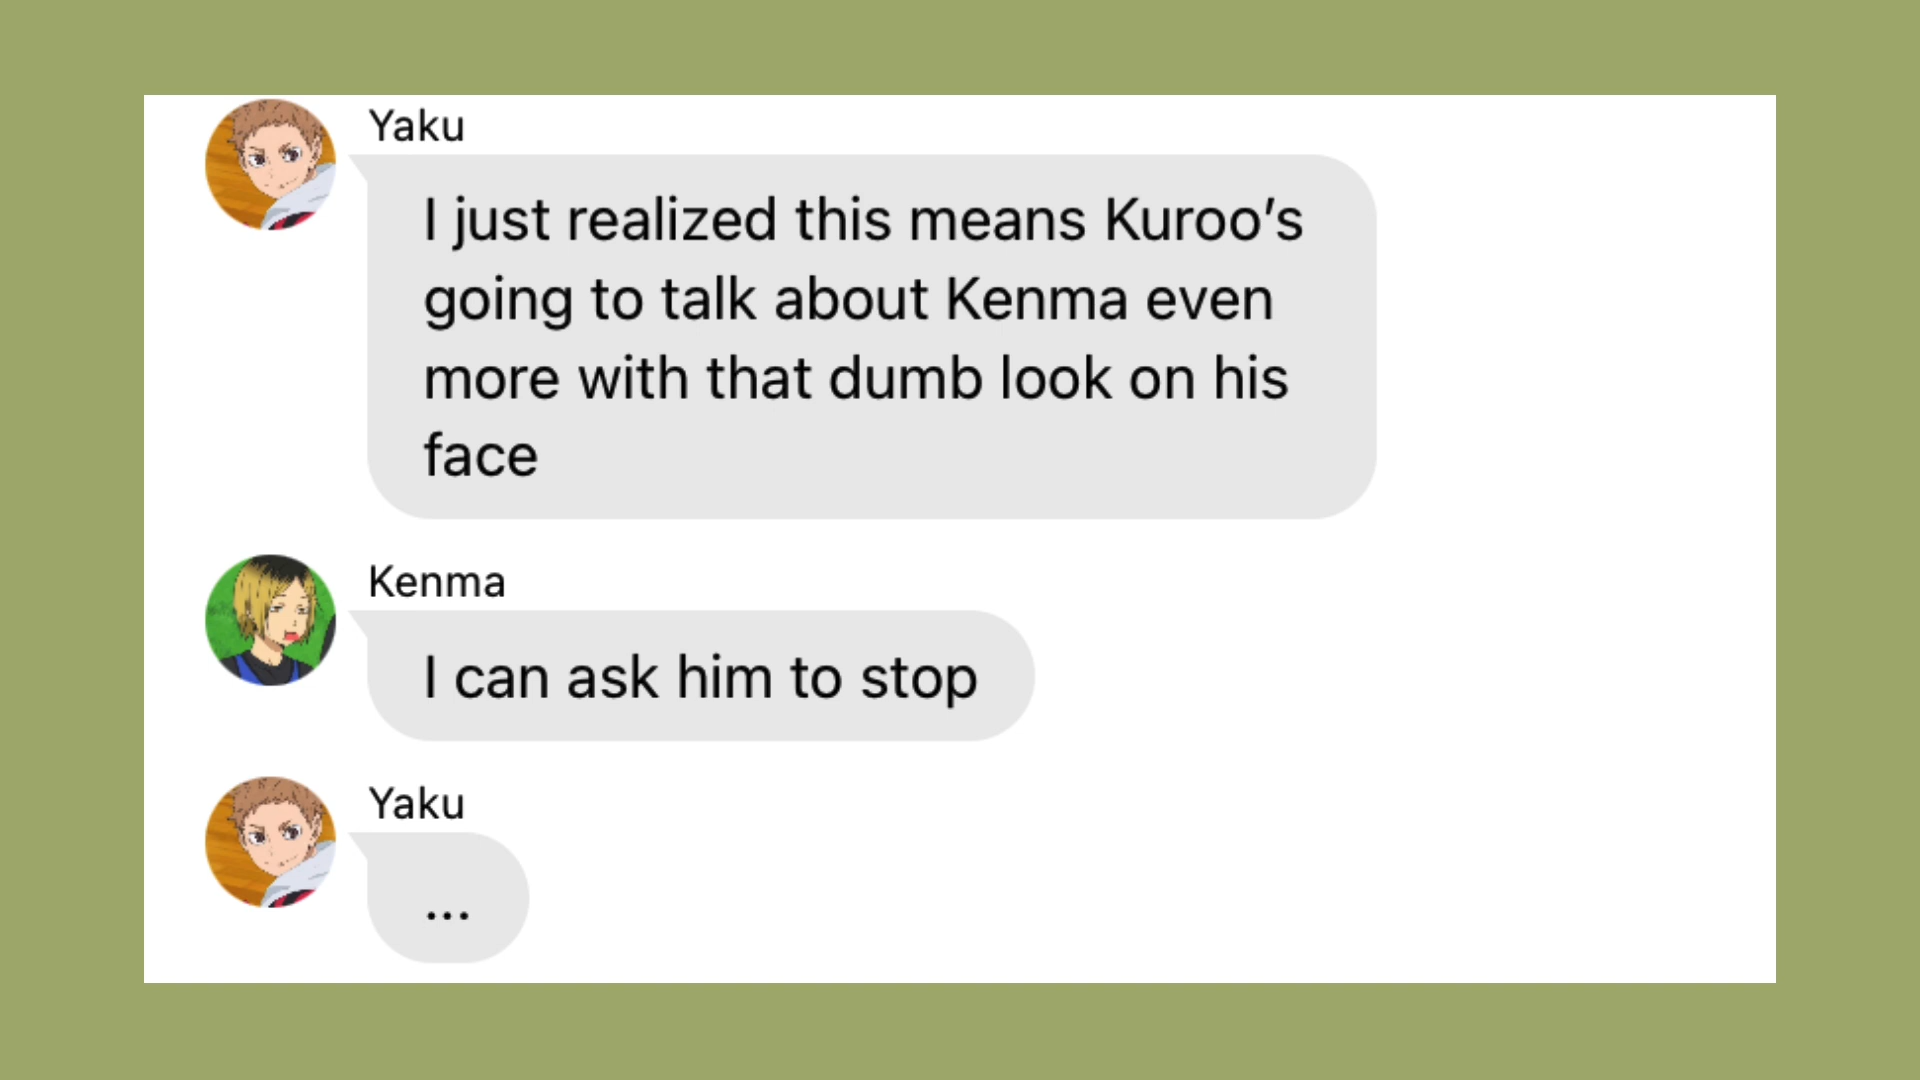 Yaku
I just realized this means Kuroo’s
going to talk about Kenma even
more with that dumb look on his
face
Kenma
I can ask him to stop
Yaku
...